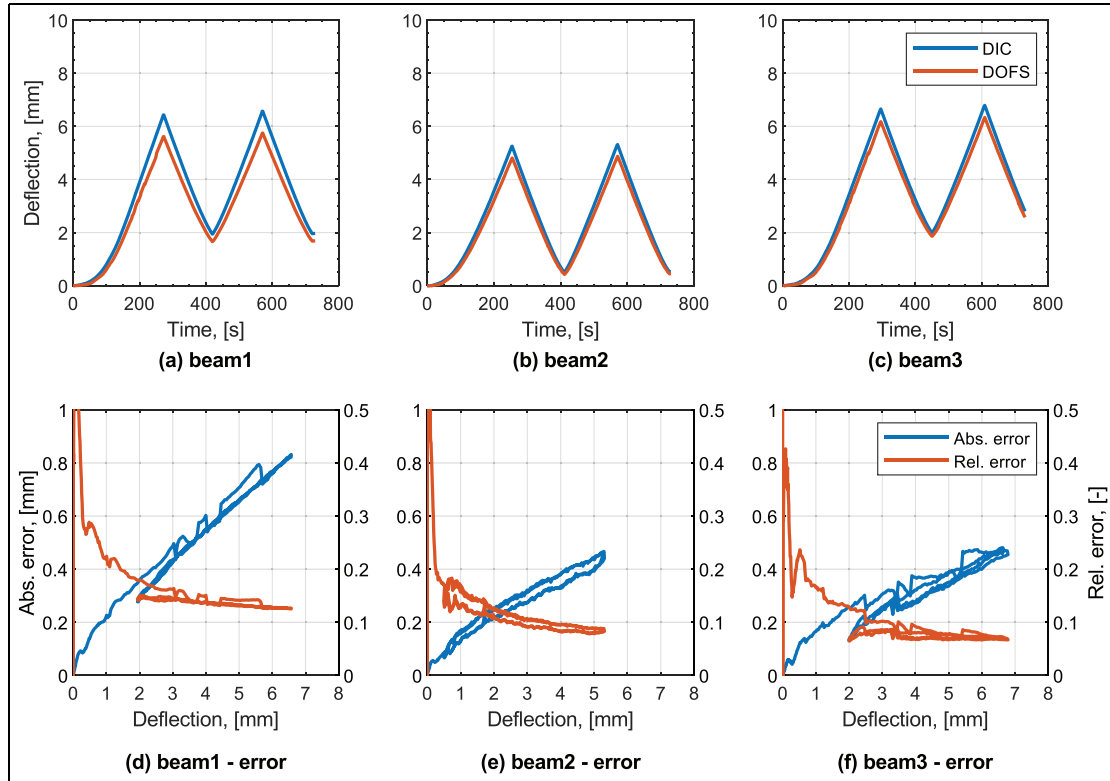 Deflection, [mm]
10
8
6
4
2
0
0 200 400 600 800
Time, [s]
(a) beam1
10
8
6
4
2
0
0 200 400 600 800
Time, [s]
(b) beam2
DIC
DOFS
10
8
6
4
2
0
0 200 400 600 800
Time, [s]
(c) beam3
Abs. error, [mm]
1
0.8
0.6
0.4
0.2
0
0.5
0.4
0.3
0.2
0.1
0
0 1 2 3 4 5 6 7 8
Deflection, [mm]
(d) beam1 - error
1
0.8
0.6
0.4
0.2
0
0.5
0.4
0.3
0.2
0.1
0
0 1 2 3 4 5 6 7 8
Deflection, [mm]
(e) beam2 - error
Abs. error
Rel. error
1
0.8
0.6
0.4
0.2
0
0.5
0.4
0.3
0.2
0.1
0
Rel. error, [-]
0 1 2 3 4 5 6 7 8
Deflection, [mm]
(f) beam3 - error